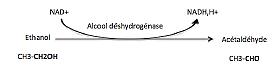 NAD+ NADH,H+
Alcool déshydrogénase
Ethanol Acétaldéhyde
CH3-CH2OH CH3-CHO